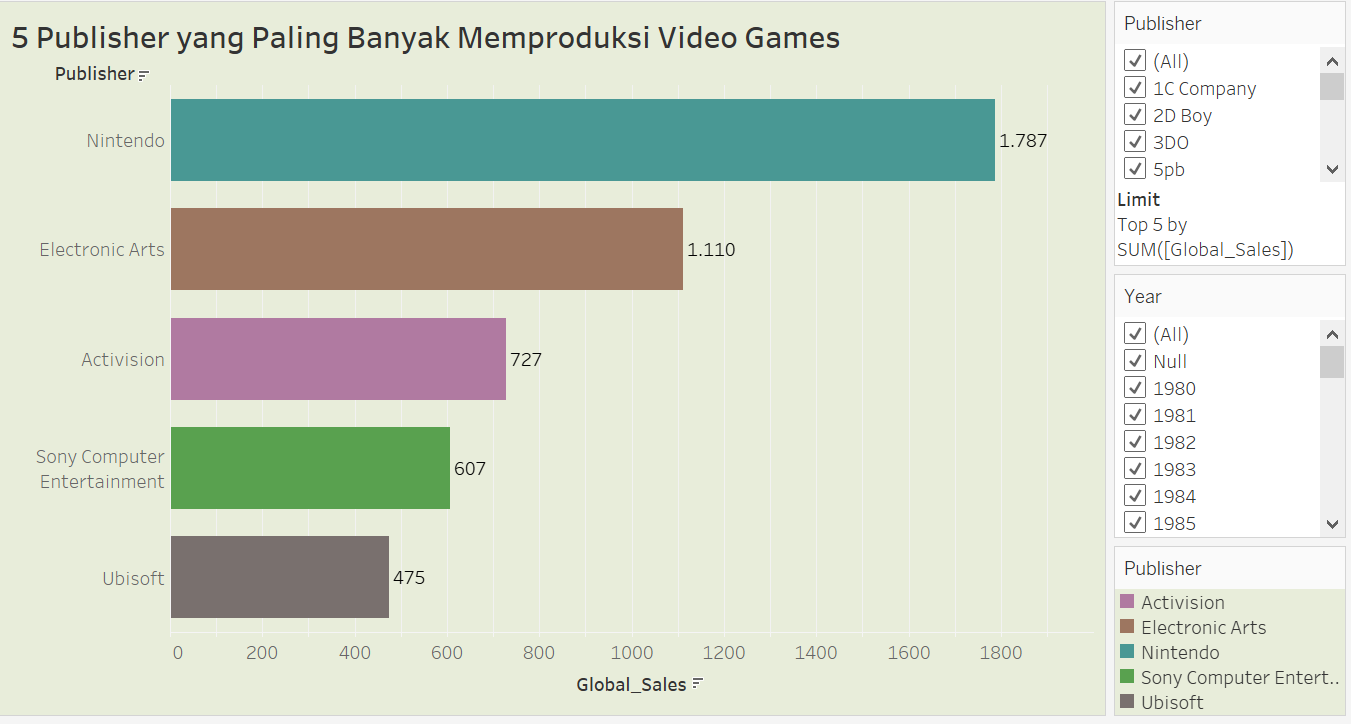 5 Publisher yang Paling Banyak Memproduksi Video Games
Publisher
Nintendo
1.787
Electronic Arts
1.110
Activision
727
Sony Computer
Entertainment
607
Ubisoft
475
0 200 400 600 800 1000 1200 1400 1600 1800
Global_Sales
Publisher
(All)
1C Company
2D Boy
3DO
5pb
Limit
Top 5 by
SUM([Global_Sales])
Year
(All)
Null
1980
1981
1982
1983
1984
1985
Publisher
Activision
Electronic Arts
Nintendo
Sony Computer Entert..
Ubisoft